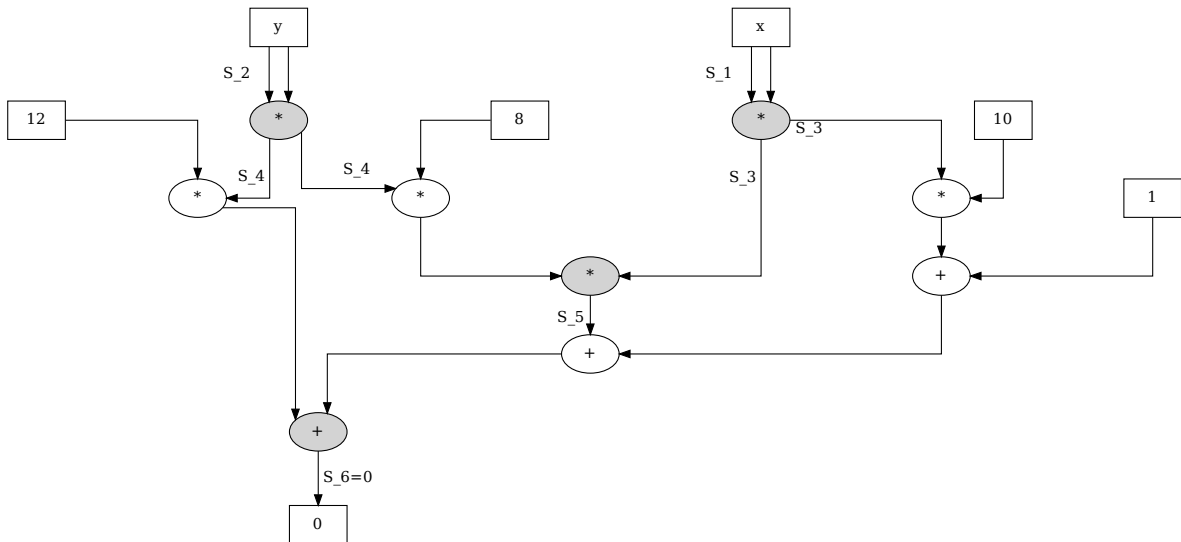 y x
S_2 S_1
12 * 8 * S_3 10
S_4 S_4 S_3
* * * 1
* +
S_5
+
+
S_6=0
0